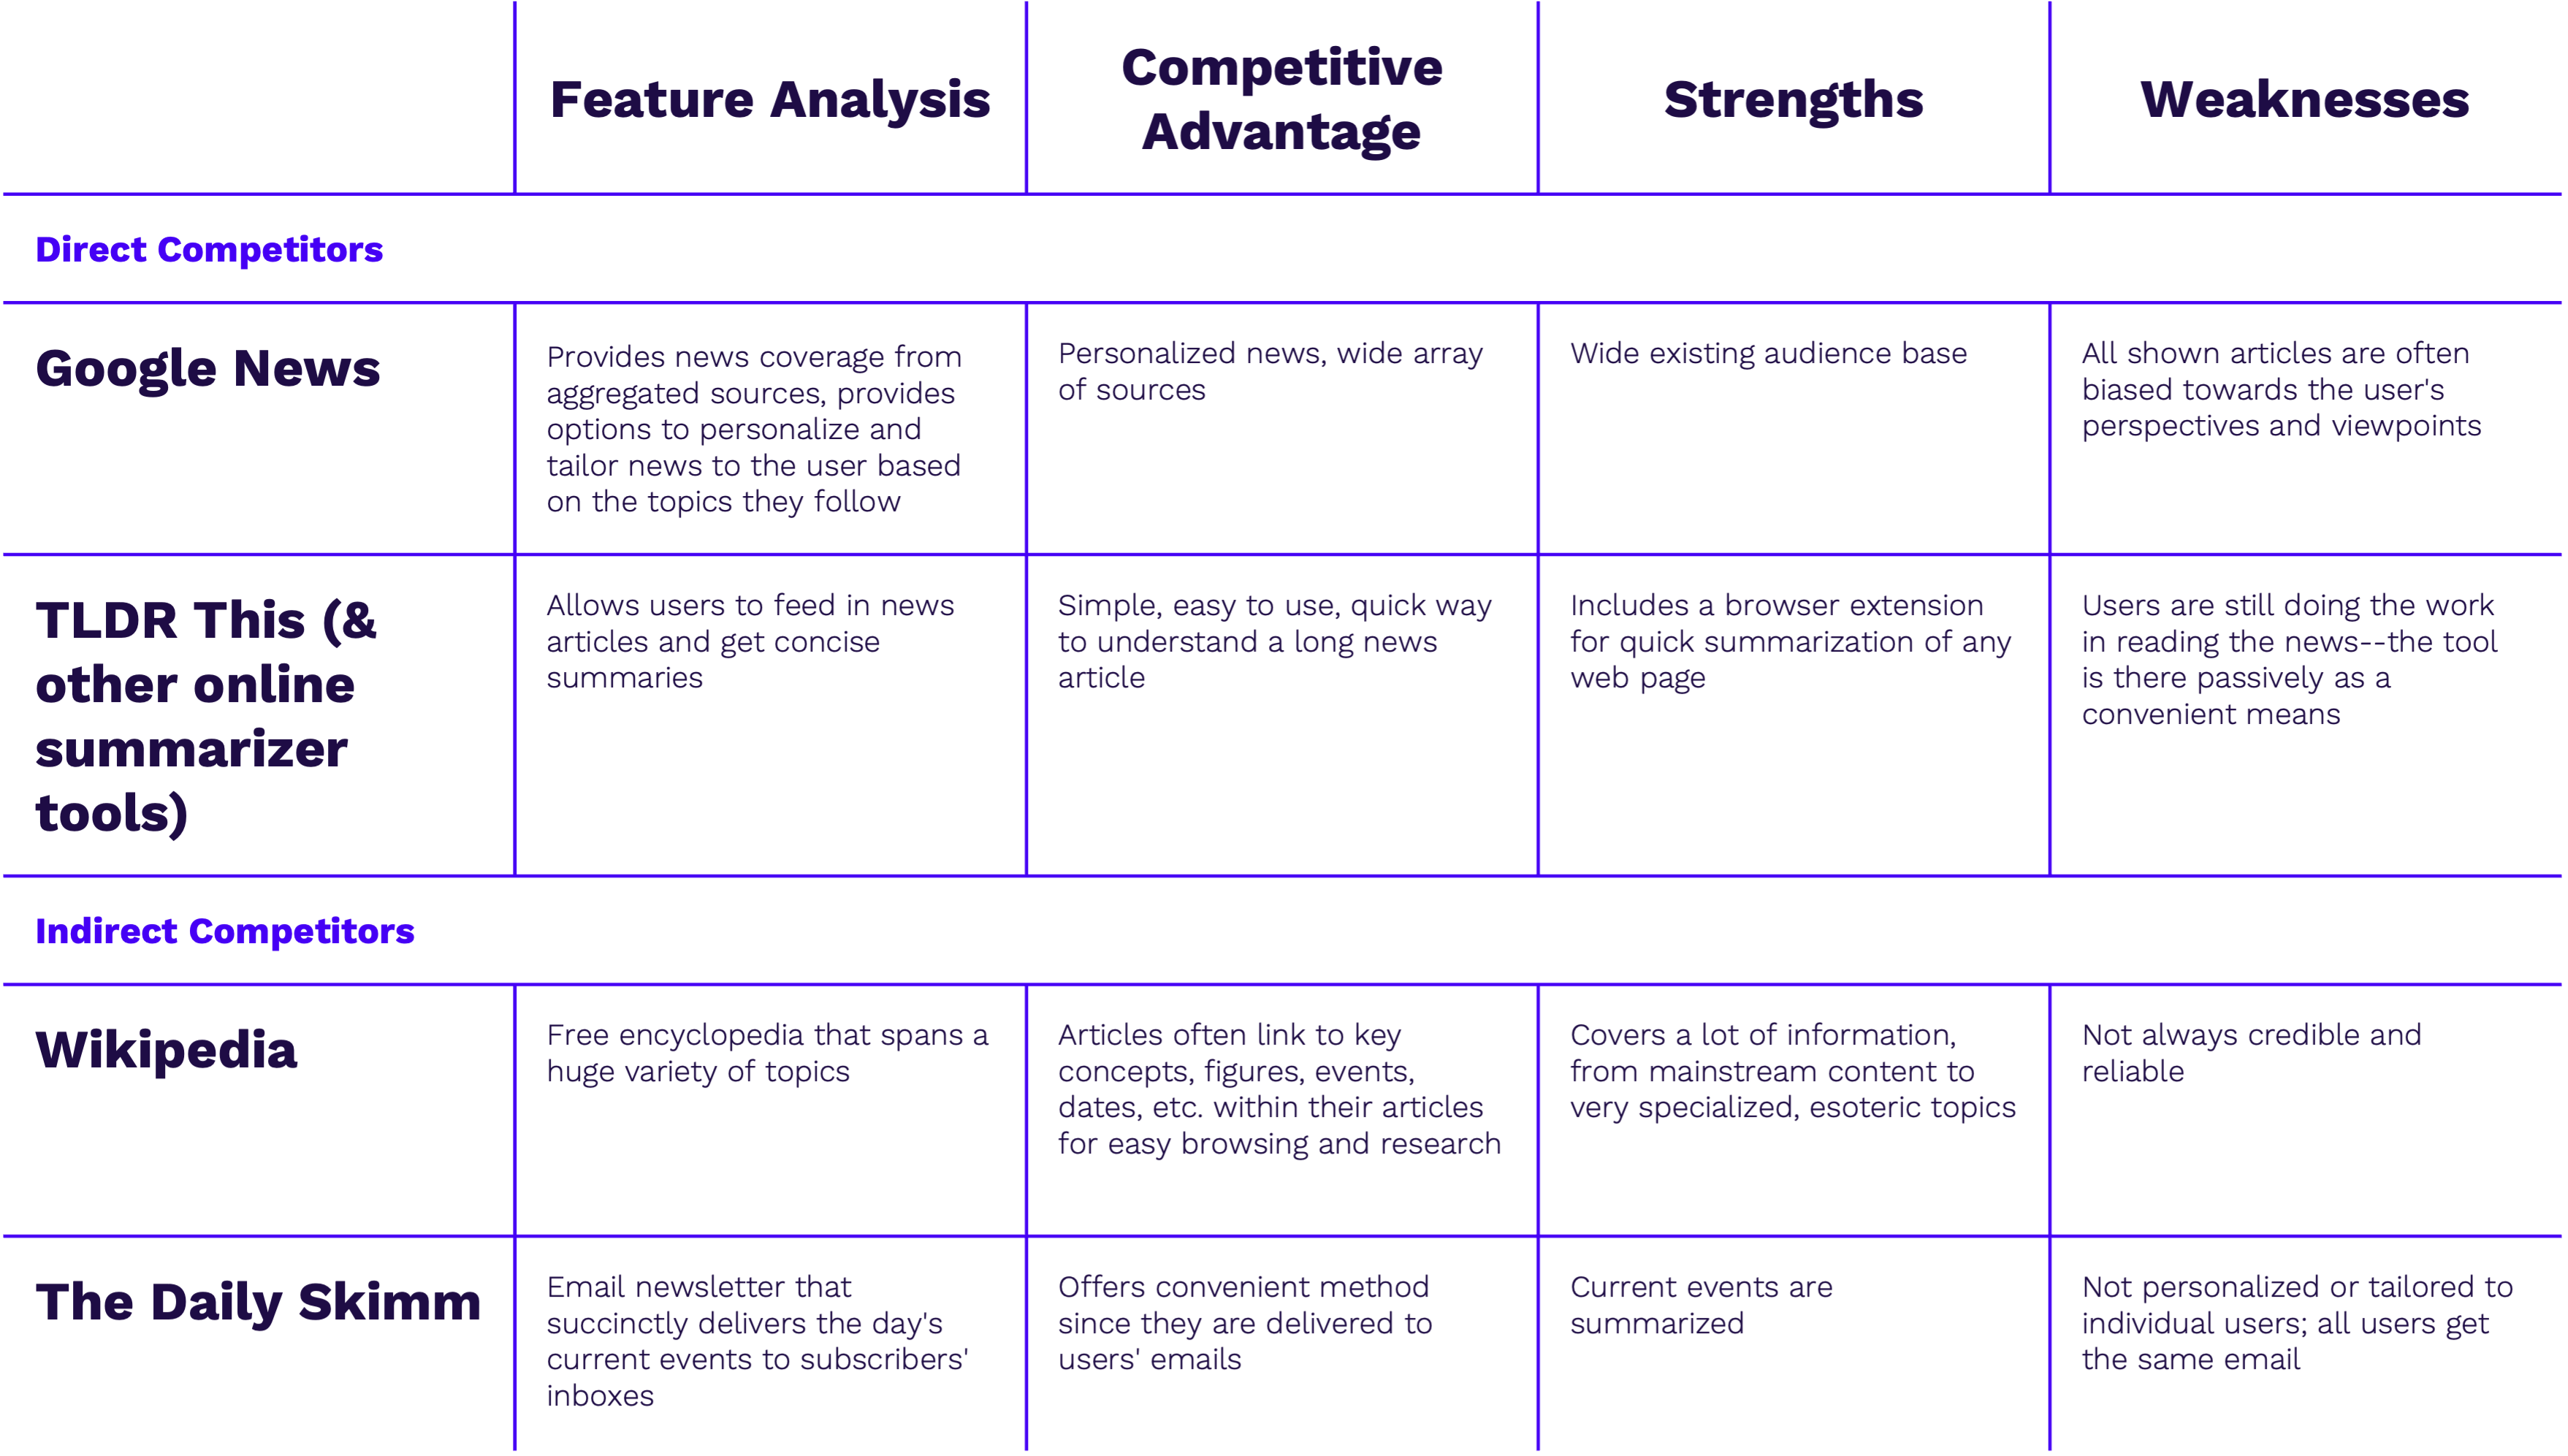 Feature Analysis
Competitive
Advantage
Strengths
Weaknesses
Direct Competitors
Google News
Provides news coverage from
aggregated sources, provides
options to personalize and
tailor news to the user based
on the topics they follow
Personalized news, wide array
of sources
Wide existing audience base
All shown articles are often
biased towards the user's
perspectives and viewpoints
TLDR This (&
other online
summarizer
tools)
Allows users to feed in news
articles and get concise
summaries
Simple, easy to use, quick way
to understand a long news
article
Includes a browser extension
for quick summarization of any
web page
Users are still doing the work
in reading the news--the tool
is there passively as a
convenient means
Indirect Competitors
Wikipedia
Free encyclopedia that spans a
huge variety of topics
Articles often link to key
concepts, figures, events,
dates, etc. within their articles
for easy browsing and research
Covers a lot of information,
from mainstream content to
very specialized, esoteric topics
Not always credible and
reliable
The Daily Skimm
Email newsletter that
succinctly delivers the day's
current events to subscribers'
inboxes
Offers convenient method
since they are delivered to
users' emails
Current events are
summarized
Not personalized or tailored to
individual users; all users get
the same email